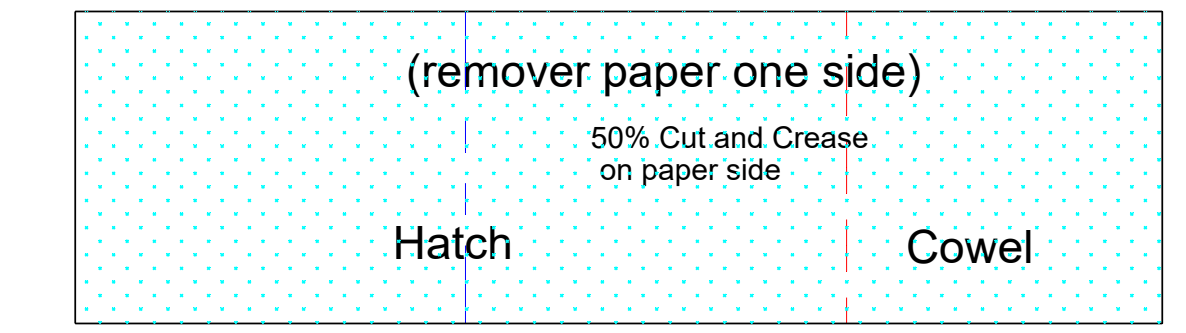 (remover paper one side)
50% Cut and Crease
on paper side
Hatch
Cowel